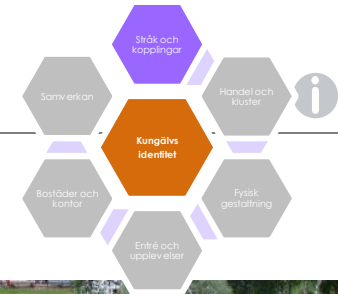 Stråk och
kopplingar
Samverkan
Handel och
kluster
Kungälvs
identitet
Bostäder och
kontor
Fysisk
gestaltning
Entré och
upplevelser